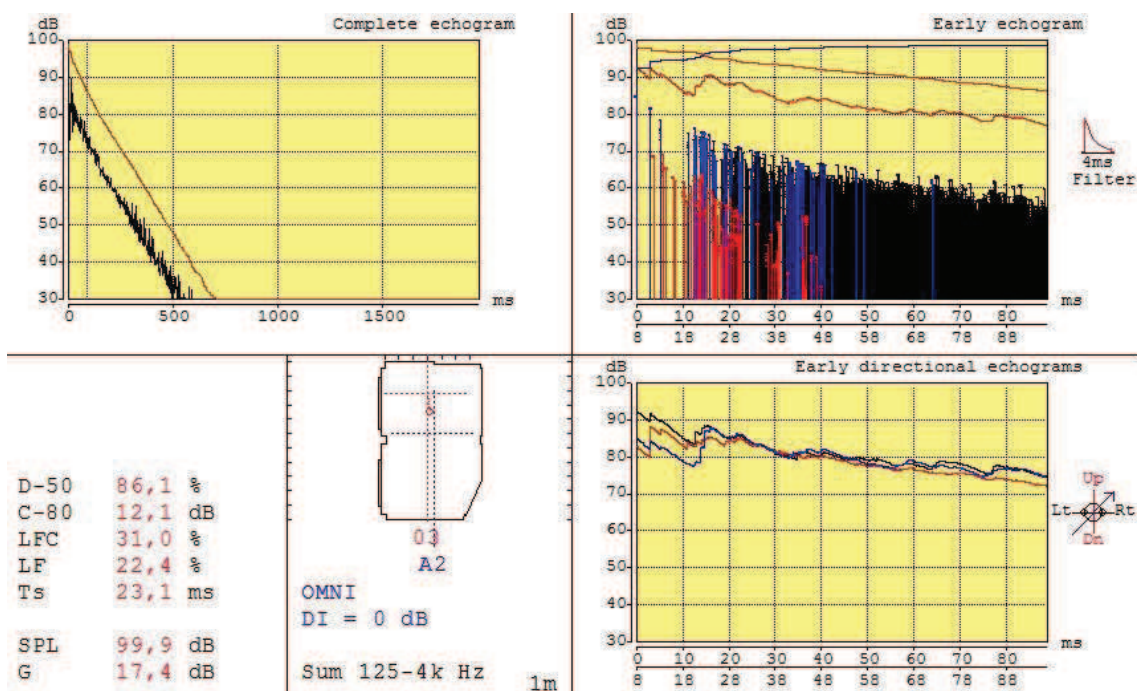 dB Complete echogram
100
90
80
70
60
50
40
30
ms
0 500 1000 1500
dB Early echogram
100
90
80
70
60
50
40
30
ms
0 10 20 30 40 50 60 70 80
8 18 28 38 48 58 68 78 88
4ms
Filter
D-50 86,1 %
C-80 12,1 dB
LFC 31,0 %
LF 22,4 %
Ts 23,1 ms
SPL 99,9 dB
G 17,4 dB
03
A2
OMNI
DI = 0 dB
Sum 125-4k Hz 1m
dB Early directional echograms
100
90
80
70
60
50
40
30
ms
0 10 20 30 40 50 60 70 80
8 18 28 38 48 58 68 78 88
Up
Lt Rt
Dn